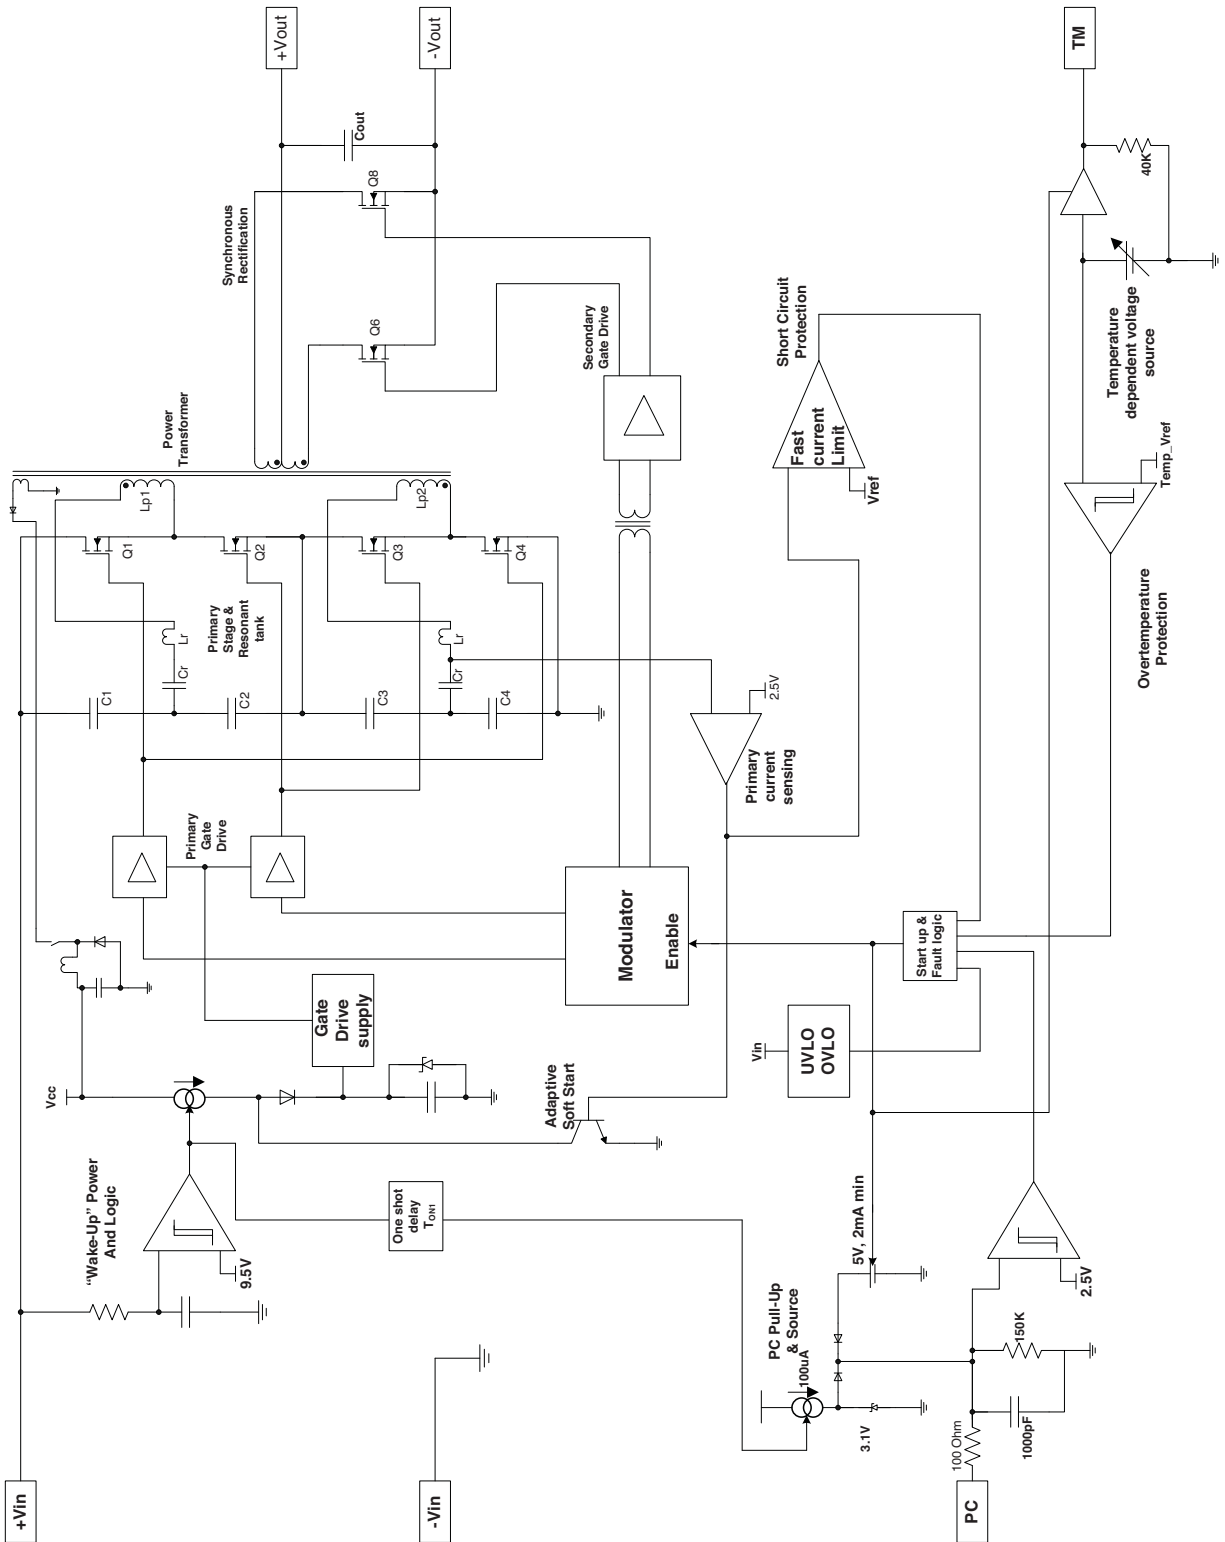 +Vout
-Vout
TM
Cout
Q8
Synchronous
Rectification
40K
Q6
Secondary
Gate Drive
Short Circuit
Protection
Temperature
dependent voltage
source
Power
Transformer
Fast
current
Limit
Vref
Temp_Vref
Lp1
Lp2
Q1
Q2
Q3
Q4
Overtemperature
Protection
Primary
Stage &
Resonant
tank
Lr
Cr
Lr
Cr
C1
C2
C3
C4
2.5V
Primary
current
sensing
Primary
Gate
Drive
Modulator
Enable
Start up &
Fault logic
Gate
Drive
supply
UVLO
OVLO
Vin
Vcc
Adaptive
Soft Start
"Wake-Up" Power
And Logic
9.5V
One shot
delay
TON1
5V, 2mA min
2.5V
PC Pull-Up
& Source
100uA
3.1V
150K
1000pF
100 Ohm
+Vin
-Vin
PC